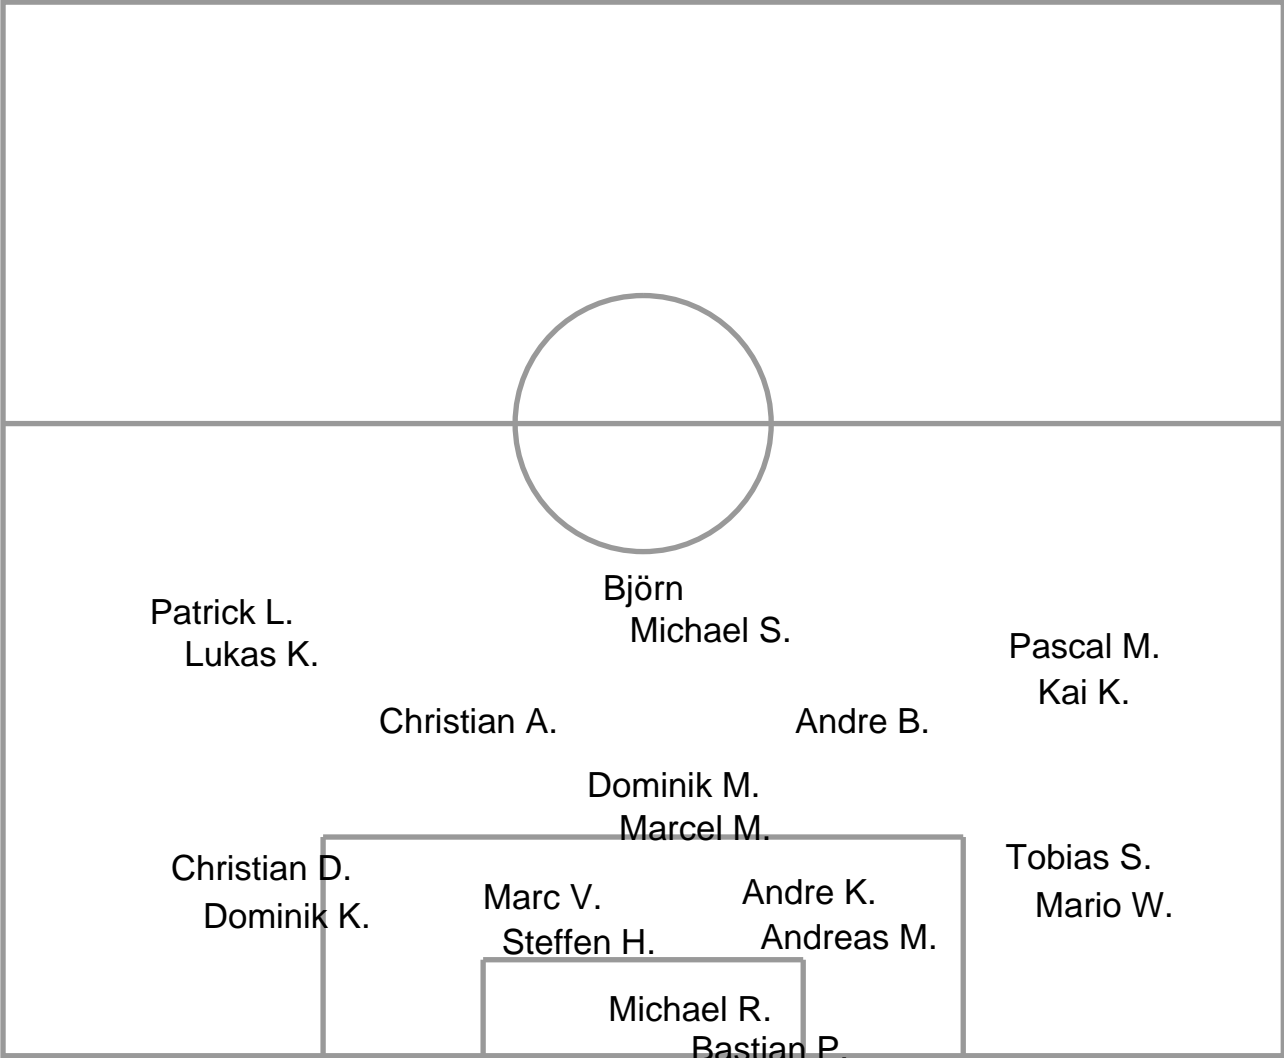 Björn
Patrick L.
Michael S.
Lukas K.
Pascal M.
Kai K.
Christian A.
Andre B.
Dominik M.
Marcel M.
Christian D.
Dominik K.
Marc V.
Steffen H.
Andre K.
Andreas M.
Tobias S.
Mario W.
Michael R.
Bastian P.